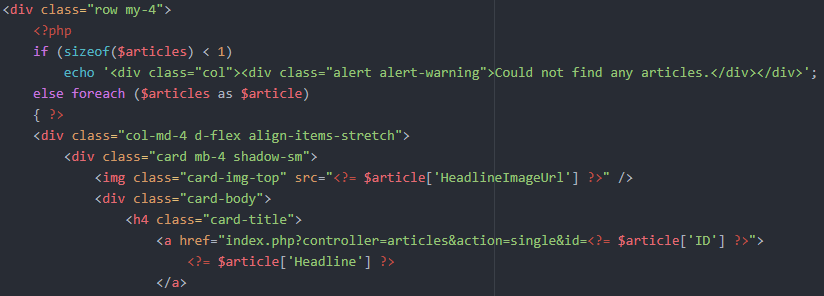 <div class="row my-4">
<?php
if (sizeof($articles) < 1)
echo '<div class="col"><div class="alert alert-warning">Could not find any articles.</div></div>';
else foreach ($articles as $article)
{ ?>
<div class="col-md-4 d-flex align-items-stretch">
<div class="card mb-4 shadow-sm">
<img class="card-img-top" src="<?= $article['HeadlineImageUrl'] ?>" />
<div class="card-body">
<h4 class="card-title">
<a href="index.php?controller=articles&action=single&id=<?= $article['ID'] ?>">
<?= $article['Headline'] ?>
</a>